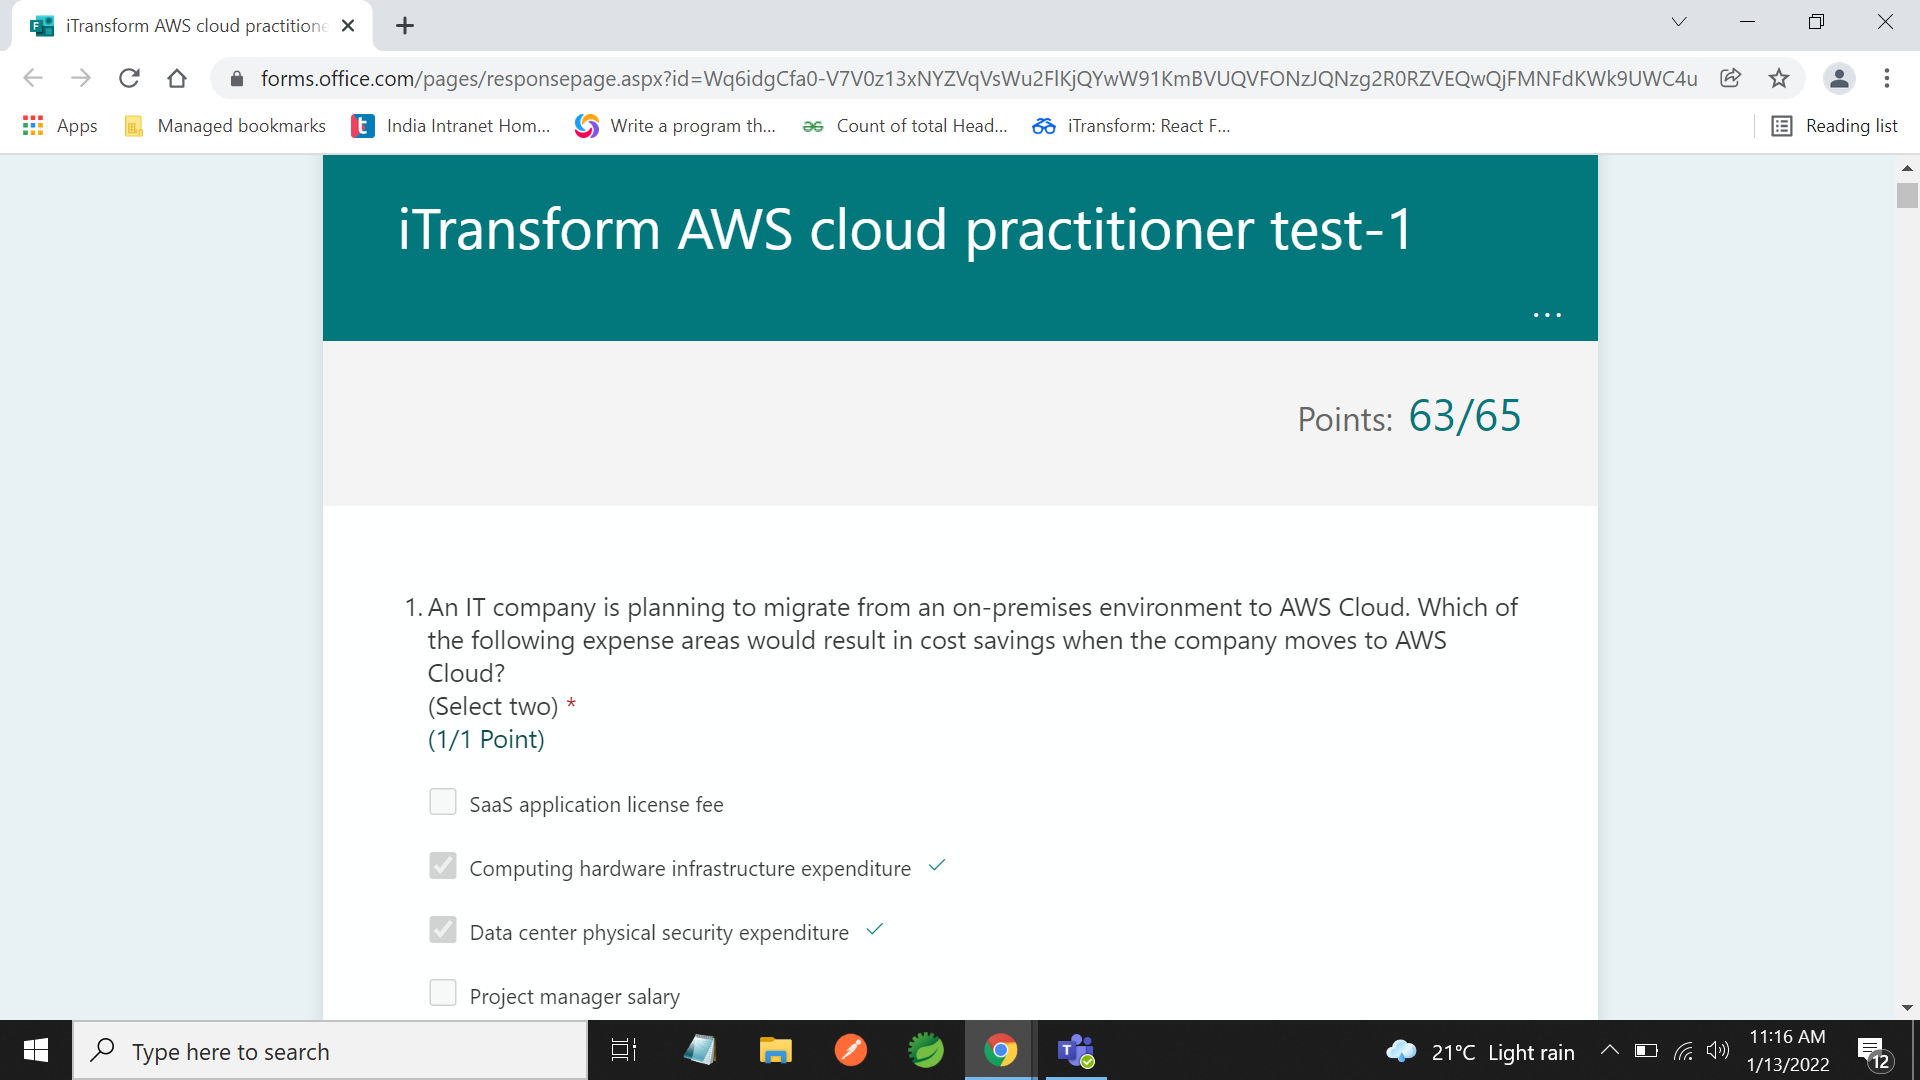 iTransform AWS cloud practitione
forms.office.com/pages/responsepage.aspx?id=Wq6idgCfa0-V7V0z13xNYZVqVsWu2FlKjQYwW91KmBVUQVFONzJQNzg2R0RZVEQwQjFMNFdKWk9UWC4u
Apps
Managed bookmarks
India Intranet Hom...
Write a program th...
Count of total Head...
iTransform: React F...
Reading list
iTransform AWS cloud practitioner test-1
...
Points: 63/65
1. An IT company is planning to migrate from an on-premises environment to AWS Cloud. Which of
the following expense areas would result in cost savings when the company moves to AWS
Cloud?
(Select two) *
(1/1 Point)
SaaS application license fee
Computing hardware infrastructure expenditure
Data center physical security expenditure
Project manager salary
Type here to search
21°C Light rain
11:16 AM
1/13/2022
12